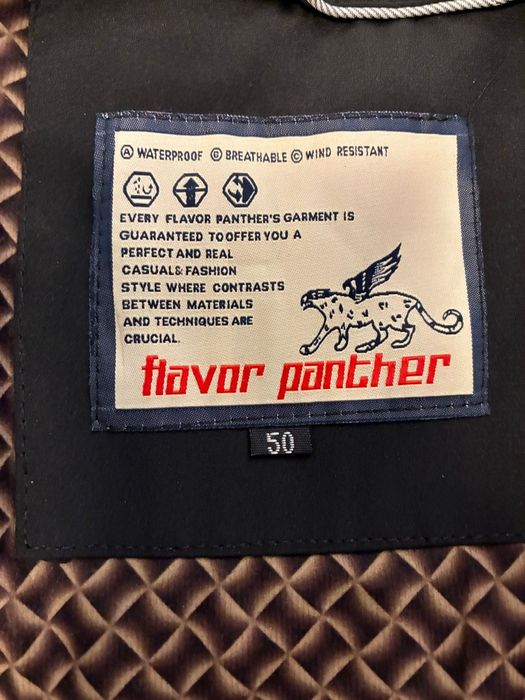 Ⓐ WATERPROOF Ⓑ BREATHABLE Ⓒ WIND RESISTANT
EVERY FLAVOR PANTHER'S GARMENT IS
GUARANTEED TO OFFER YOU A
PERFECT AND REAL
CASUAL & FASHION
STYLE WHERE CONTRASTS
BETWEEN MATERIALS
AND TECHNIQUES ARE
CRUCIAL.
flavor panther
50